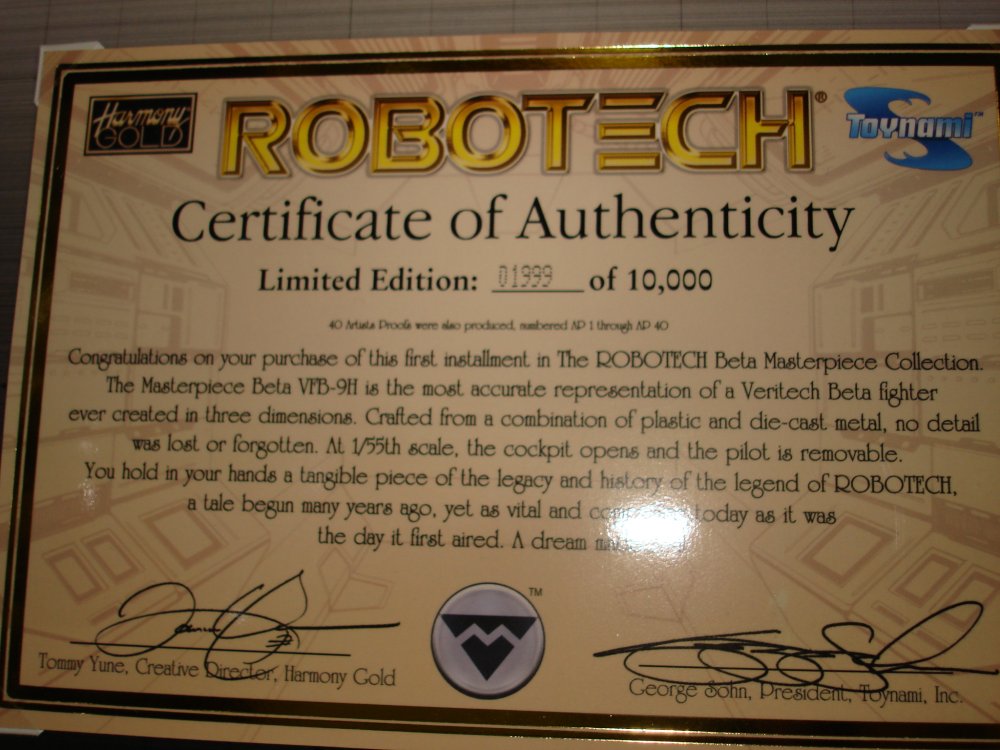 Harmony GOLD
ROBOTECH®
Toynami™
Certificate of Authenticity
Limited Edition: 01999 of 10,000
40 Artists Proofs were also produced, numbered AP 1 through AP 40
Congratulations on your purchase of this first installment in The ROBOTECH Beta Masterpiece Collection.
The Masterpiece Beta VFB-9H is the most accurate representation of a Veritech Beta fighter
ever created in three dimensions. Crafted from a combination of plastic and die-cast metal, no detail
was lost or forgotten. At 1/55th scale, the cockpit opens and the pilot is removable.
You hold in your hands a tangible piece of the legacy and history of the legend of ROBOTECH,
a tale begun many years ago, yet as vital and today as it was
the day it first aired. A dream
TM
Tommy Yune, Creative Director, Harmony Gold
George Sohn, President, Toynami, Inc.